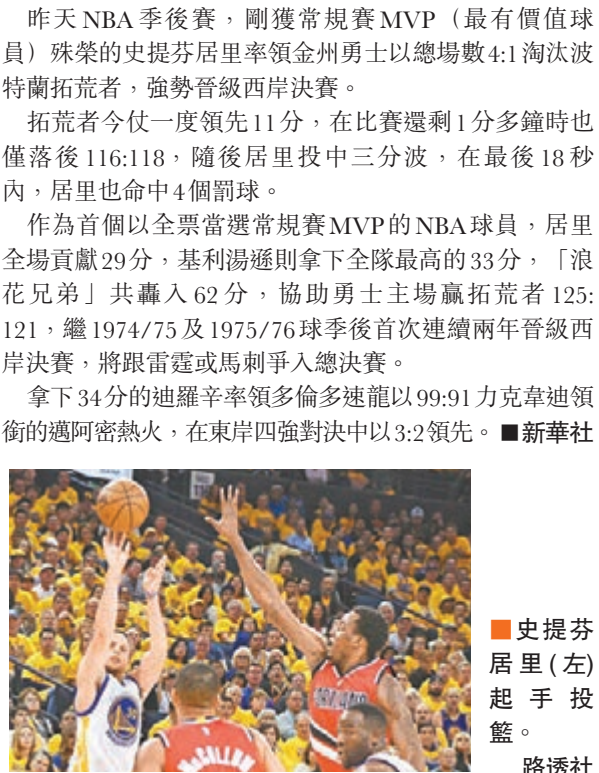 昨天NBA季後賽，剛獲常規賽MVP（最有價值球
員）殊榮的史提芬居里率領金州勇士以總場數4:1淘汰波
特蘭拓荒者，強勢晉級西岸決賽。
拓荒者今仗一度領先11分，在比賽還剩1分多鐘時也
僅落後116:118，隨後居里投中三分波，在最後18秒
內，居里也命中4個罰球。
作為首個以全票當選常規賽MVP的NBA球員，居里
全場貢獻29分，基利湯遜則拿下全隊最高的33分，「浪
花兄弟」共轟入62分，協助勇士主場贏拓荒者125:
121，繼1974/75及1975/76球季後首次連續兩年晉級西
岸決賽，將跟雷霆或馬刺爭入總決賽。
拿下34分的迪羅辛率領多倫多速龍以99:91力克韋迪領
銜的邁阿密熱火，在東岸四強對決中以3:2領先。■新華社
PORTLAND
McCOLLUM
■史提芬
居里(左)
起手投
籃。
路透社